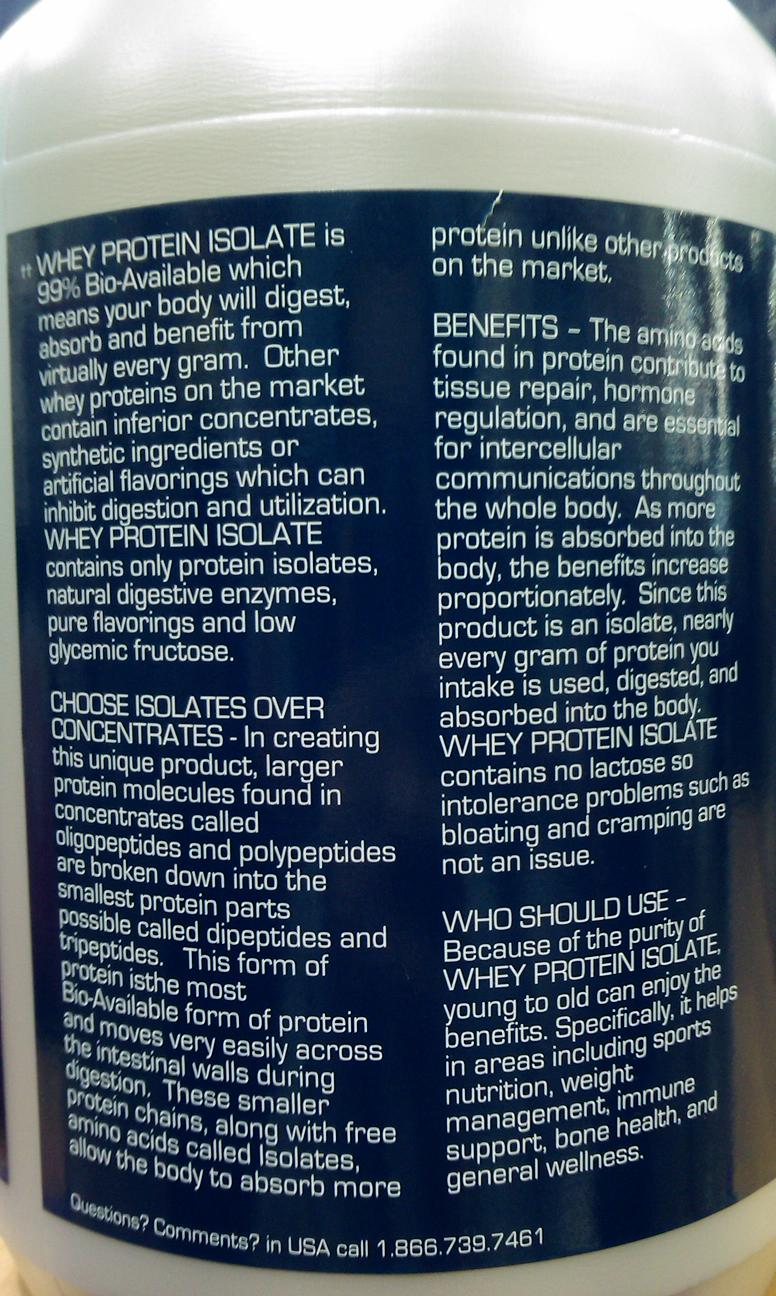 †† WHEY PROTEIN ISOLATE is
99% Bio-Available which
means your body will digest,
absorb and benefit from
virtually every gram. Other
whey proteins on the market
contain inferior concentrates,
synthetic ingredients or
artificial flavorings which can
inhibit digestion and utilization.
WHEY PROTEIN ISOLATE
contains only protein isolates,
natural digestive enzymes,
pure flavorings and low
glycemic fructose.
CHOOSE ISOLATES OVER
CONCENTRATES - In creating
this unique product, larger
protein molecules found in
concentrates called
oligopeptides and polypeptides
are broken down into the
smallest protein parts
possible called dipeptides and
tripeptides. This form of
protein isthe most
Bio-Available form of protein
and moves very easily across
the intestinal walls during
digestion. These smaller
protein chains, along with free
amino acids called Isolates,
allow the body to absorb more
protein unlike other products
on the market.
BENEFITS - The amino acids
found in protein contribute to
tissue repair, hormone
regulation, and are essential
for intercellular
communications throughout
the whole body. As more
protein is absorbed into the
body, the benefits increase
proportionately. Since this
product is an isolate, nearly
every gram of protein you
intake is used, digested, and
absorbed into the body.
WHEY PROTEIN ISOLATE
contains no lactose so
intolerance problems such as
bloating and cramping are
not an issue.
WHO SHOULD USE -
Because of the purity of
WHEY PROTEIN ISOLATE,
young to old can enjoy the
benefits. Specifically, it helps
in areas including sports
nutrition, weight
management, immune
support, bone health, and
general wellness.
Questions? Comments? in USA call 1.866.739.7461